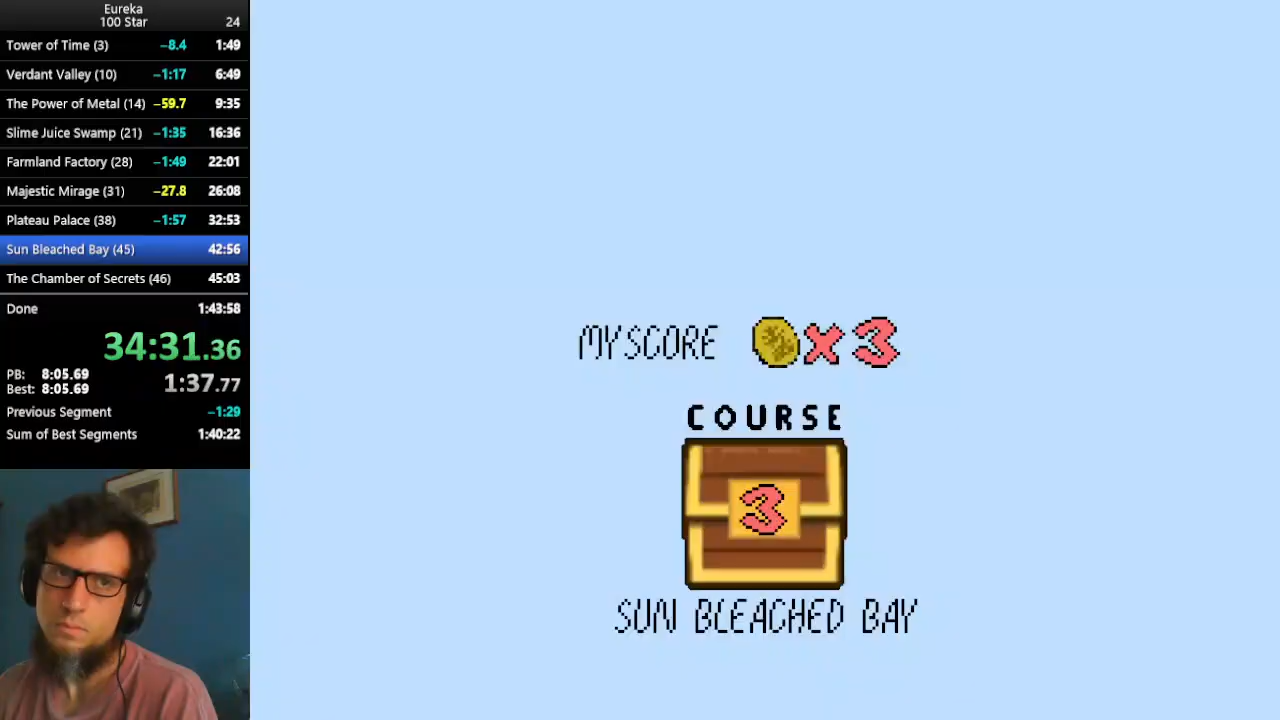 Eureka
100 Star 24
Tower of Time (3) −8.4 1:49
Verdant Valley (10) −1:17 6:49
The Power of Metal (14) −59.7 9:35
Slime Juice Swamp (21) −1:35 16:36
Farmland Factory (28) −1:49 22:01
Majestic Mirage (31) −27.8 26:08
Plateau Palace (38) −1:57 32:53
Sun Bleached Bay (45) 42:56
The Chamber of Secrets (46) 45:03
Done 1:43:58
34:31.36
PB: 8:05.69
Best: 8:05.69
1:37.77
Previous Segment −1:29
Sum of Best Segments 1:40:22
MY SCORE x 3
COURSE
3
SUN BLEACHED BAY